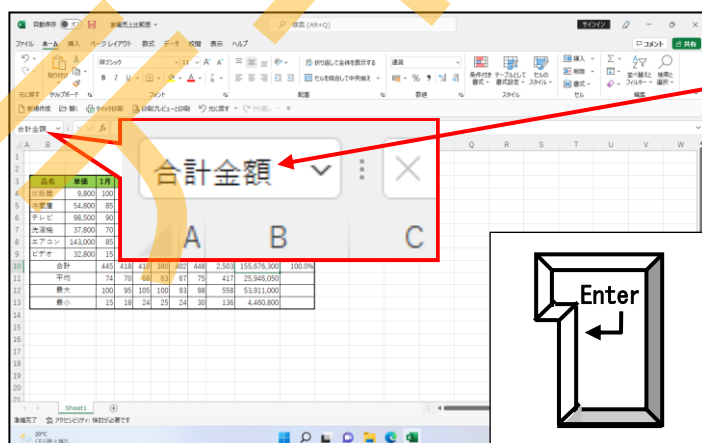 自動保存 オフ 家電売上比較表 検索 (Alt+Q) サインイン
ファイル ホーム 挿入 ページ レイアウト 数式 データ 校閲 表示 ヘルプ コメント 共有
貼り付け 游ゴシック 11 折り返して全体を表示する 通貨 条件付き 書式 テーブルとして 書式設定 セルの スタイル 挿入 削除 書式 並べ替えと フィルター 検索と 選択
セルを結合して中央揃え
元に戻す クリップボード フォント 配置 数値 スタイル セル 編集
新規作成 開く クイック印刷 印刷プレビューと印刷 元に戻す
合計金額 fx
A B Q R S T U V W
品名 単価 1月
9,800 100
54,800 85
テレビ 98,500 90
洗濯機 37,800 70
エアコン 143,000 85
ビデオ 32,800 15
合計 445 418 410 380 402 448 2,503 155,676,300 100.0%
平均 74 70 68 63 67 75 417 25,946,050
最大 100 95 105 100 93 98 558 53,911,000
最小 15 18 24 25 24 30 136 4,460,800
合計金額
A B C
Enter
Sheet1
準備完了 アクセシビリティ: 検討が必要です
20°C